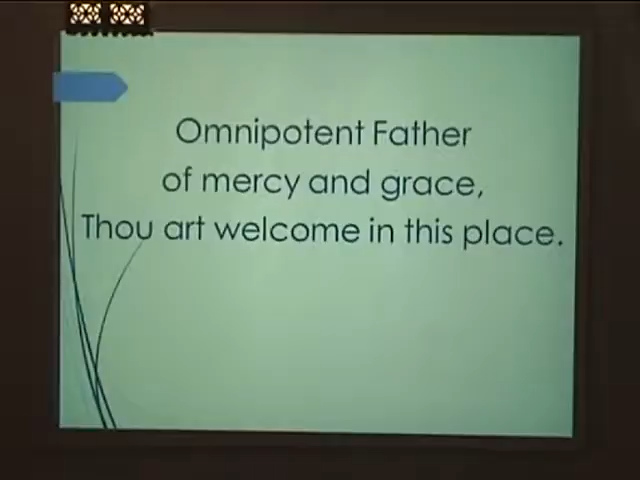 Omnipotent Father
of mercy and grace,
Thou art welcome in this place.